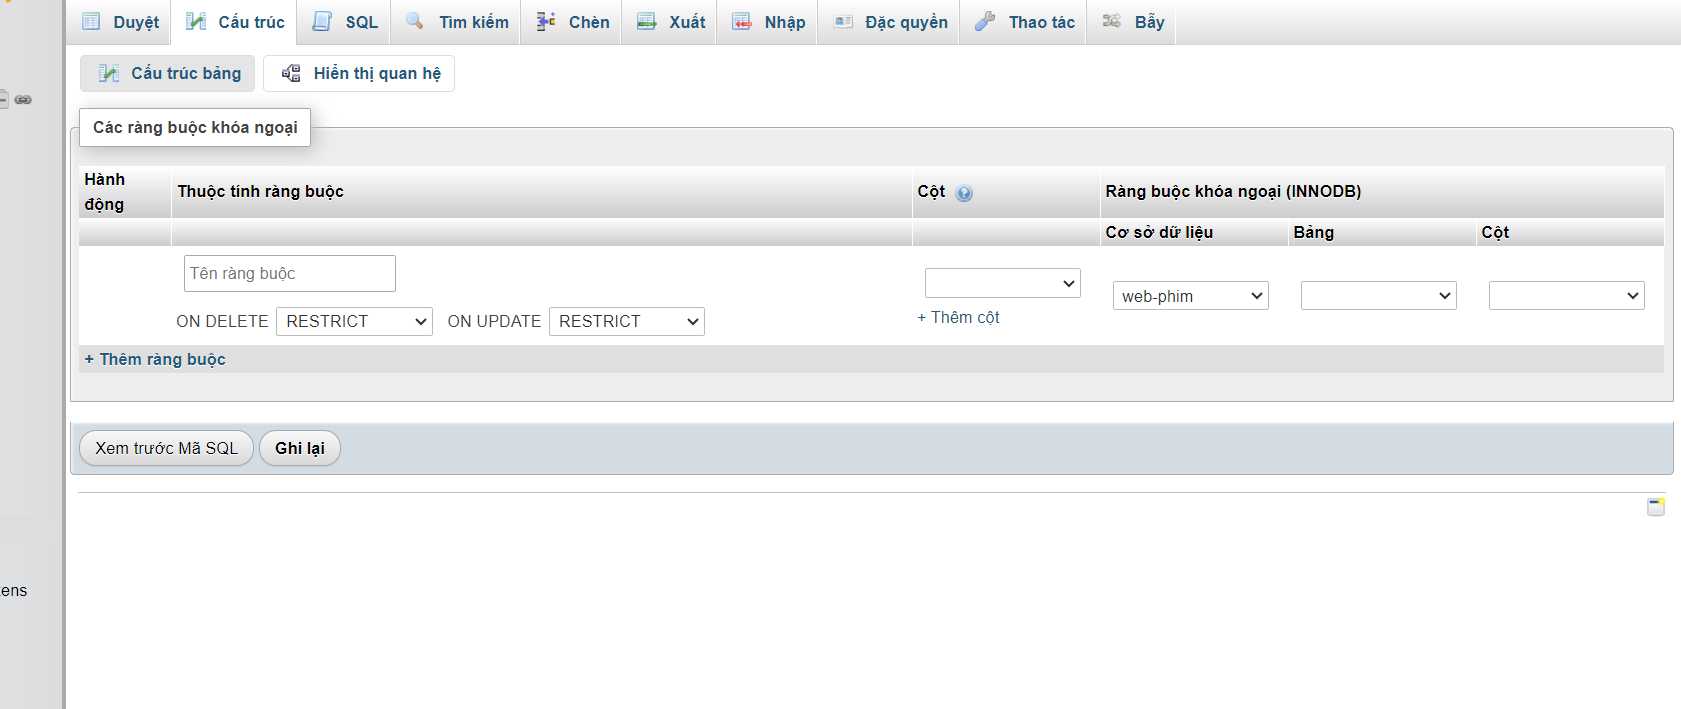 Duyệt Cấu trúc SQL Tìm kiếm Chèn Xuất Nhập Đặc quyền Thao tác Bẫy
Cấu trúc bảng Hiển thị quan hệ
Các ràng buộc khóa ngoại
Hành động Thuộc tính ràng buộc Cột Ràng buộc khóa ngoại (INNODB)
Cơ sở dữ liệu Bảng Cột
Tên ràng buộc
web-phim
ON DELETE RESTRICT ON UPDATE RESTRICT + Thêm cột
+ Thêm ràng buộc
Xem trước Mã SQL Ghi lại
ens